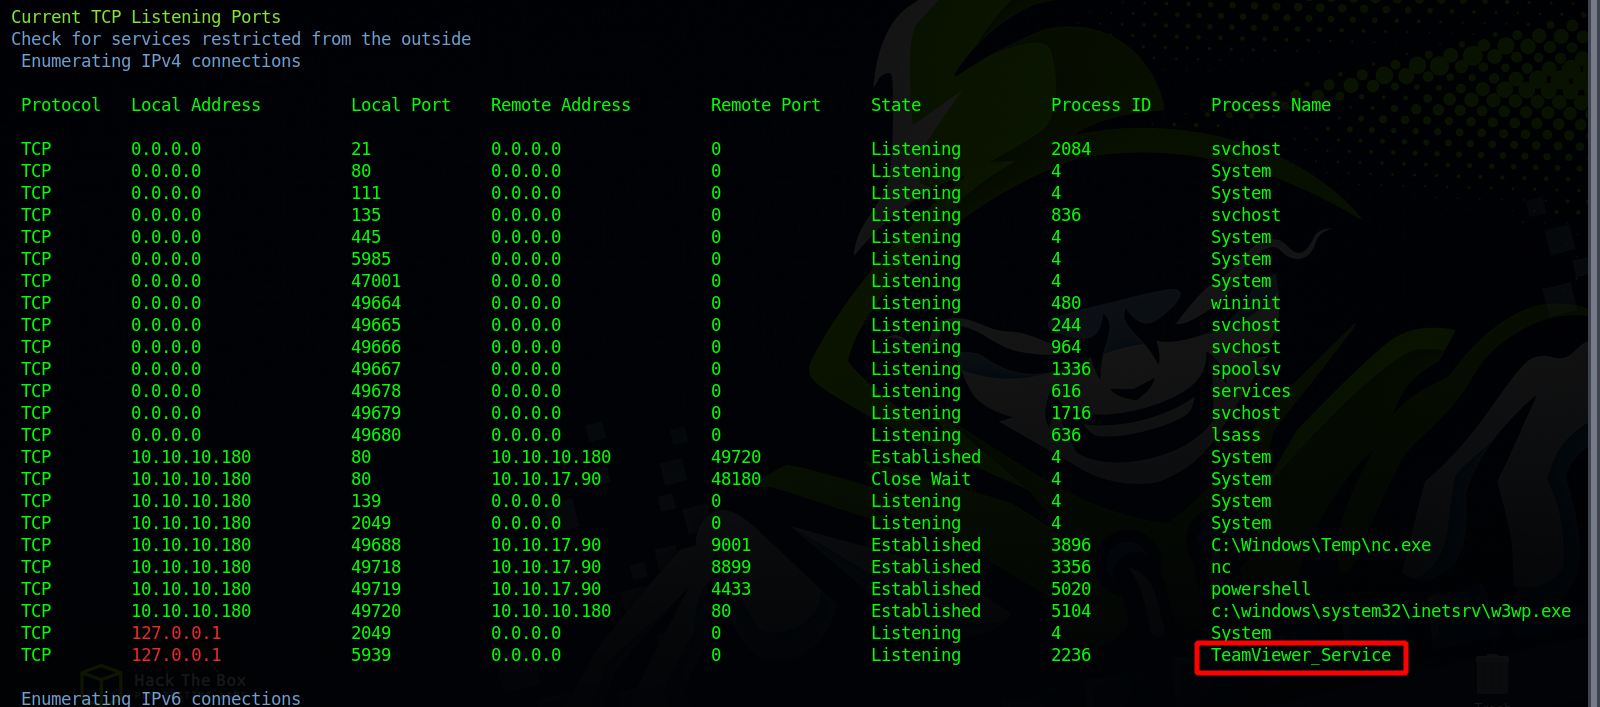 Current TCP Listening Ports
Check for services restricted from the outside
Enumerating IPv4 connections
Protocol Local Address Local Port Remote Address Remote Port State Process ID Process Name
TCP 0.0.0.0 21 0.0.0.0 0 Listening 2084 svchost
TCP 0.0.0.0 80 0.0.0.0 0 Listening 4 System
TCP 0.0.0.0 111 0.0.0.0 0 Listening 4 System
TCP 0.0.0.0 135 0.0.0.0 0 Listening 836 svchost
TCP 0.0.0.0 445 0.0.0.0 0 Listening 4 System
TCP 0.0.0.0 5985 0.0.0.0 0 Listening 4 System
TCP 0.0.0.0 47001 0.0.0.0 0 Listening 4 System
TCP 0.0.0.0 49664 0.0.0.0 0 Listening 480 wininit
TCP 0.0.0.0 49665 0.0.0.0 0 Listening 244 svchost
TCP 0.0.0.0 49666 0.0.0.0 0 Listening 964 svchost
TCP 0.0.0.0 49667 0.0.0.0 0 Listening 1336 spoolsv
TCP 0.0.0.0 49678 0.0.0.0 0 Listening 616 services
TCP 0.0.0.0 49679 0.0.0.0 0 Listening 1716 svchost
TCP 0.0.0.0 49680 0.0.0.0 0 Listening 636 lsass
TCP 10.10.10.180 80 10.10.10.180 49720 Established 4 System
TCP 10.10.10.180 80 10.10.17.90 48180 Close Wait 4 System
TCP 10.10.10.180 139 0.0.0.0 0 Listening 4 System
TCP 10.10.10.180 2049 0.0.0.0 0 Listening 4 System
TCP 10.10.10.180 49688 10.10.17.90 9001 Established 3896 C:\Windows\Temp\nc.exe
TCP 10.10.10.180 49718 10.10.17.90 8899 Established 3356 nc
TCP 10.10.10.180 49719 10.10.17.90 4433 Established 5020 powershell
TCP 10.10.10.180 49720 10.10.10.180 80 Established 5104 c:\windows\system32\inetsrv\w3wp.exe
TCP 127.0.0.1 2049 0.0.0.0 0 Listening 4 System
TCP 127.0.0.1 5939 0.0.0.0 0 Listening 2236 TeamViewer_Service
Hack The Box
Enumerating IPv6 connections